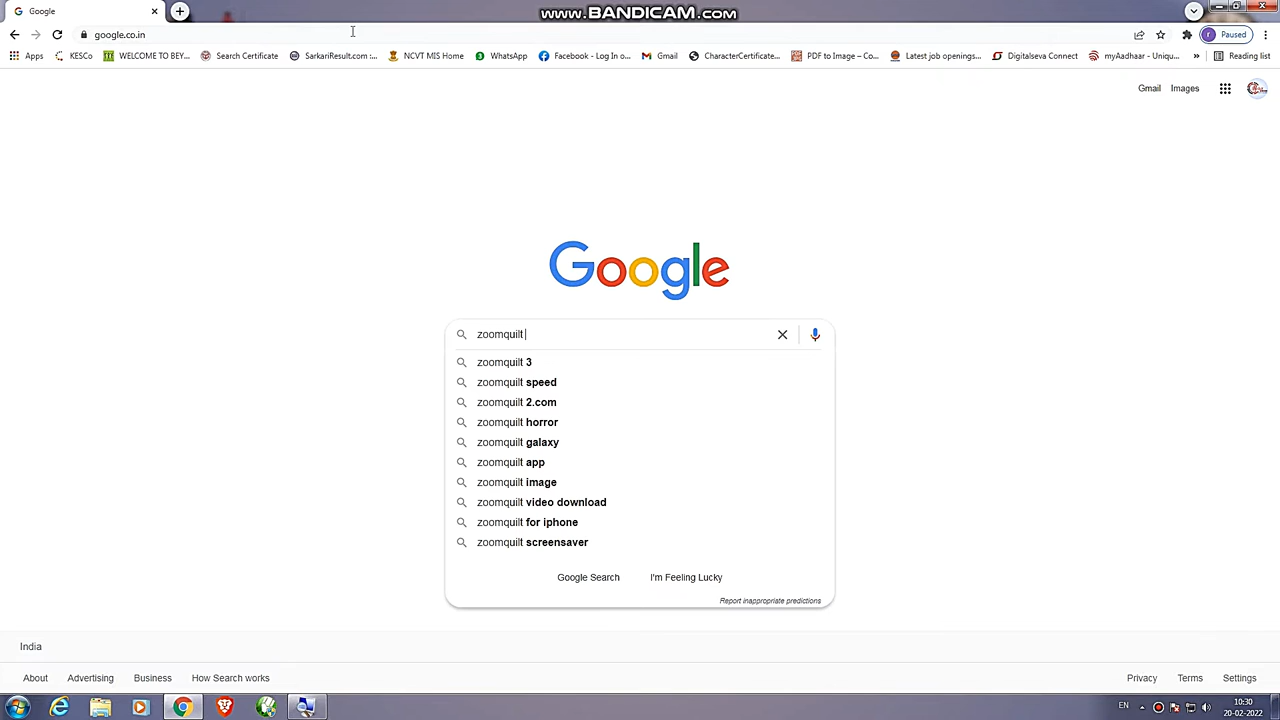 www.BANDICAM.com
Google
google.co.in
Paused
Apps
KESCo
WELCOME TO BEY...
Search Certificate
SarkariResult.com :...
NCVT MIS Home
WhatsApp
Facebook - Log In o...
Gmail
CharacterCertificat...
PDF to Image – Co...
Latest job openings...
Digitalseva Connect
myAadhaar - Uniqu...
»
Reading list
Gmail
Images
Google
zoomquilt
zoomquilt 3
zoomquilt speed
zoomquilt 2.com
zoomquilt horror
zoomquilt galaxy
zoomquilt app
zoomquilt image
zoomquilt video download
zoomquilt for iphone
zoomquilt screensaver
Google Search
I'm Feeling Lucky
Report inappropriate predictions
India
About
Advertising
Business
How Search works
Privacy
Terms
Settings
EN
10:30
20-02-2022